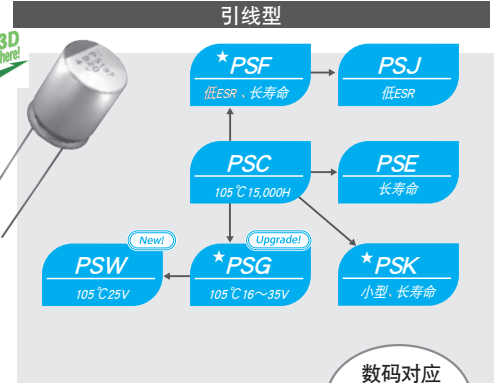 引线型
3D
here!
★PSF
低ESR、长寿命
PSJ
低ESR
PSC
105℃15,000H
PSE
长寿命
New!
PSW
105℃25V
Upgrade!
★PSG
105℃16～35V
★PSK
小型、长寿命
数码对应